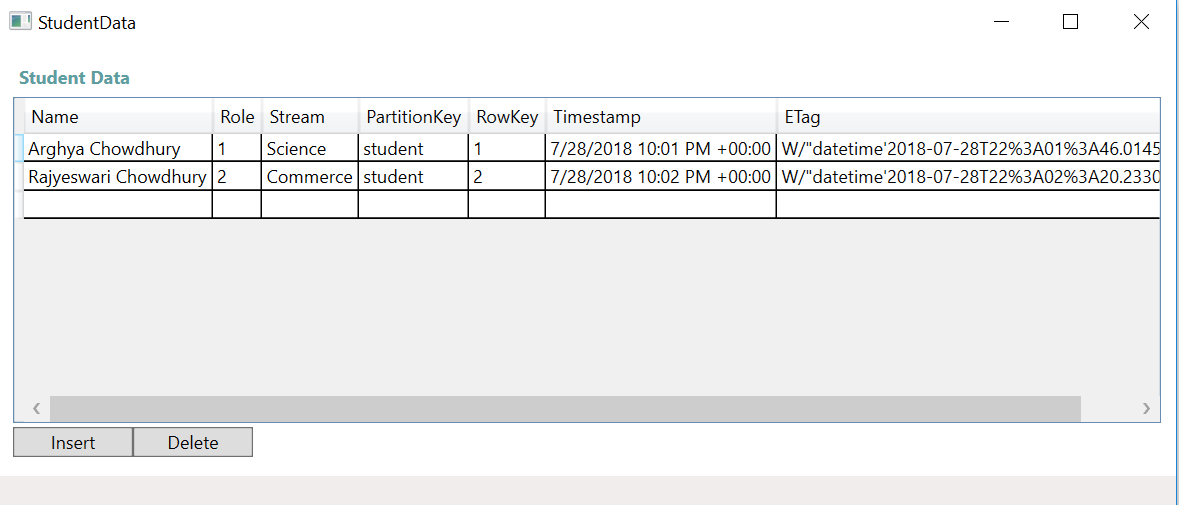 StudentData
Student Data
Name Role Stream PartitionKey RowKey Timestamp ETag
Arghya Chowdhury 1 Science student 1 7/28/2018 10:01 PM +00:00 W/"datetime'2018-07-28T22%3A01%3A46.0145
Rajyeswari Chowdhury 2 Commerce student 2 7/28/2018 10:02 PM +00:00 W/"datetime'2018-07-28T22%3A02%3A20.2330
Insert Delete